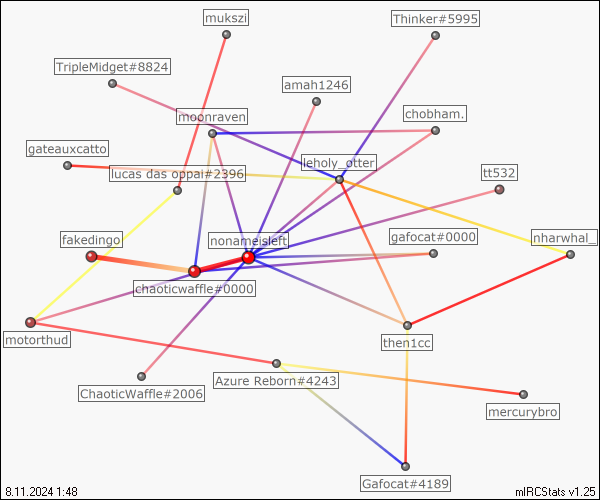 mukszi
Thinker#5995
TripleMidget#8824
amah1246
moonraven
chobham.
gateauxcatto
leholy_otter
lucas das oppai#2396
tt532
fakedingo
nonameisleft
gafocat#0000
nharwhal_
chaoticwaffle#0000
motorthud
then1cc
Azure Reborn#4243
ChaoticWaffle#2006
mercurybro
Gafocat#4189
8.11.2024 1:48
mIRCStats v1.25